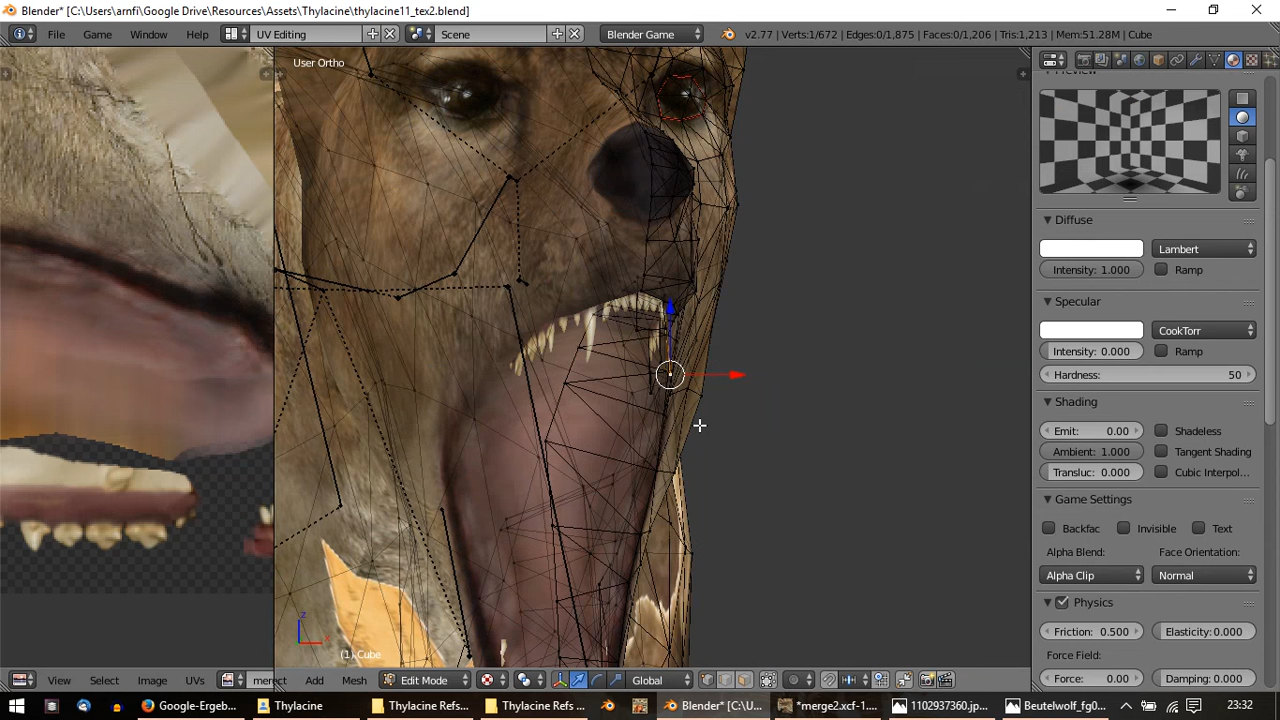 Blender* [C:\Users\arnfi\Google Drive\Resources\Assets\Thylacine\thylacine11_tex2.blend]
File Game Window Help UV Editing Scene Blender Game v2.77 | Verts:1/672 | Edges:0/1,875 | Faces:0/1,206 | Tris:1,213 | Mem:51.28M | Cube
User Ortho
Preview
Diffuse
Lambert
Intensity: 1.000 Ramp
Specular
CookTorr
Intensity: 0.000 Ramp
Hardness: 50
Shading
Emit: 0.00 Shadeless
Ambient: 1.000 Tangent Shading
Transluc: 0.000 Cubic Interpol...
Game Settings
Backfac Invisible Text
Alpha Blend: Face Orientation:
Alpha Clip Normal
Physics
Friction: 0.500 Elasticity:0.000
Force Field:
Force: 0.00 Damping: 0.000
z
x
(1) Cube
View Select Image UVs Add Mesh Edit Mode Global
Google-Ergeb... Thylacine Thylacine Refs... Thylacine Refs ... Blender* [C:\U... *merge2.xcf-1.... 1102937360.jp... Beutelwolf_fg0... 23:32